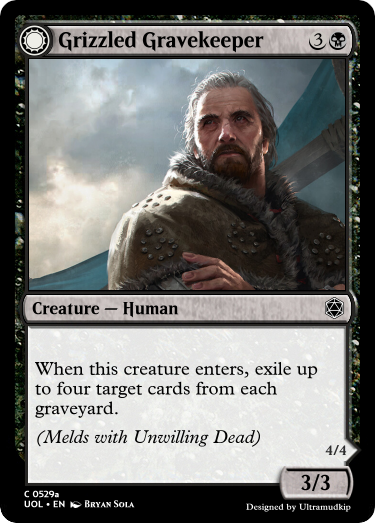 Grizzled Gravekeeper 3
Creature — Human
When this creature enters, exile up
to four target cards from each
graveyard.
(Melds with Unwilling Dead)
4/4
3/3
C 0529a
UOL • EN Bryan Sola
Designed by Ultramudkip